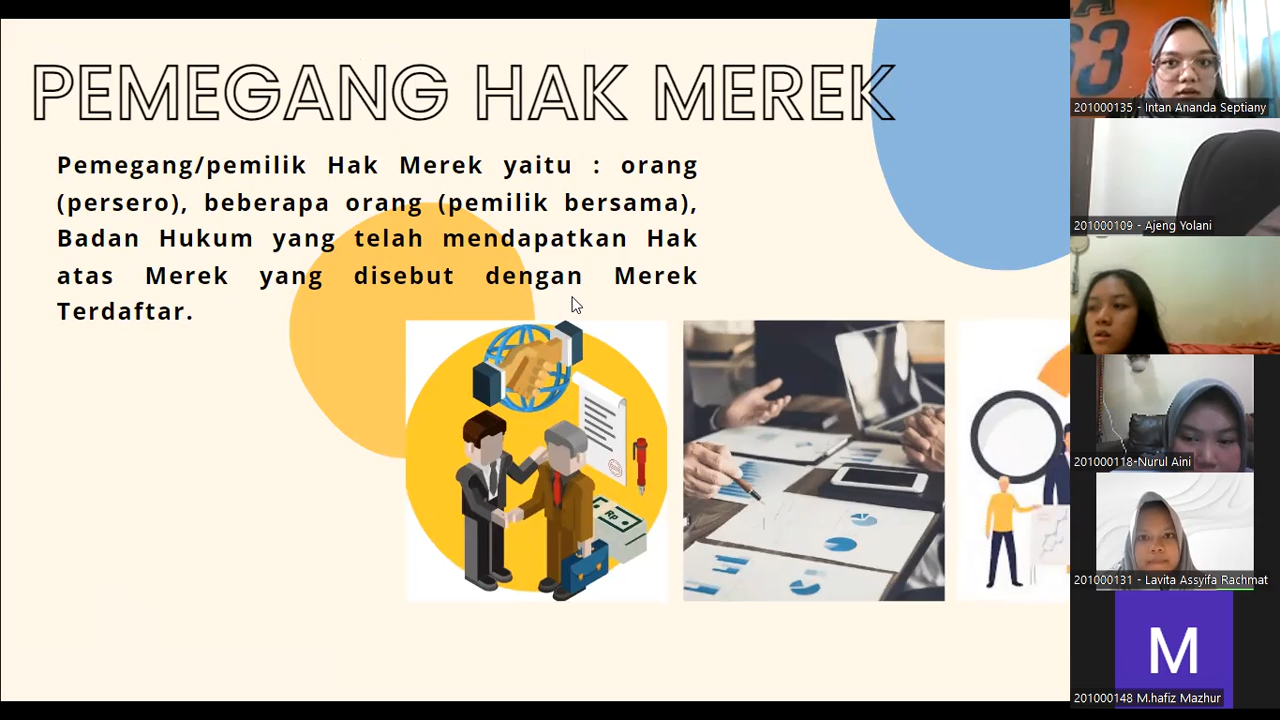 PEMEGANG HAK MEREK
Pemegang/pemilik Hak Merek yaitu : orang
(persero), beberapa orang (pemilik bersama),
Badan Hukum yang telah mendapatkan Hak
atas Merek yang disebut dengan Merek
Terdaftar.
Rp
63
201000135 - Intan Ananda Septiany
201000109 - Ajeng Yolani
201000118-Nurul Aini
201000131 - Lavita Assyifa Rachmat
M
201000148 M.hafiz Mazhur